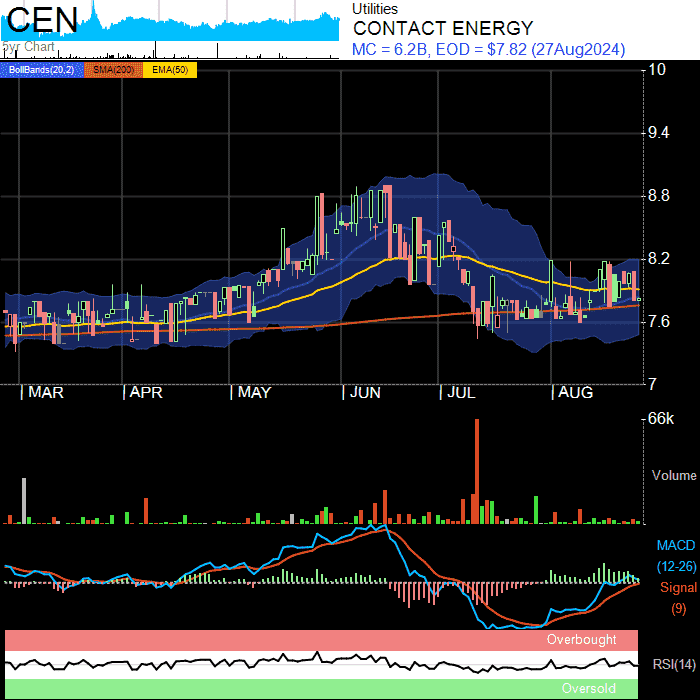 CEN
5yr Chart
Utilities
CONTACT ENERGY
MC = 6.2B, EOD = $7.82 (27Aug2024)
BollBands(20,2) SMA(200) EMA(50)
10
9.4
8.8
8.2
7.6
7
MAR APR MAY JUN JUL AUG
66k
Volume
MACD
(12-26)
Signal
(9)
Overbought
RSI(14)
Oversold